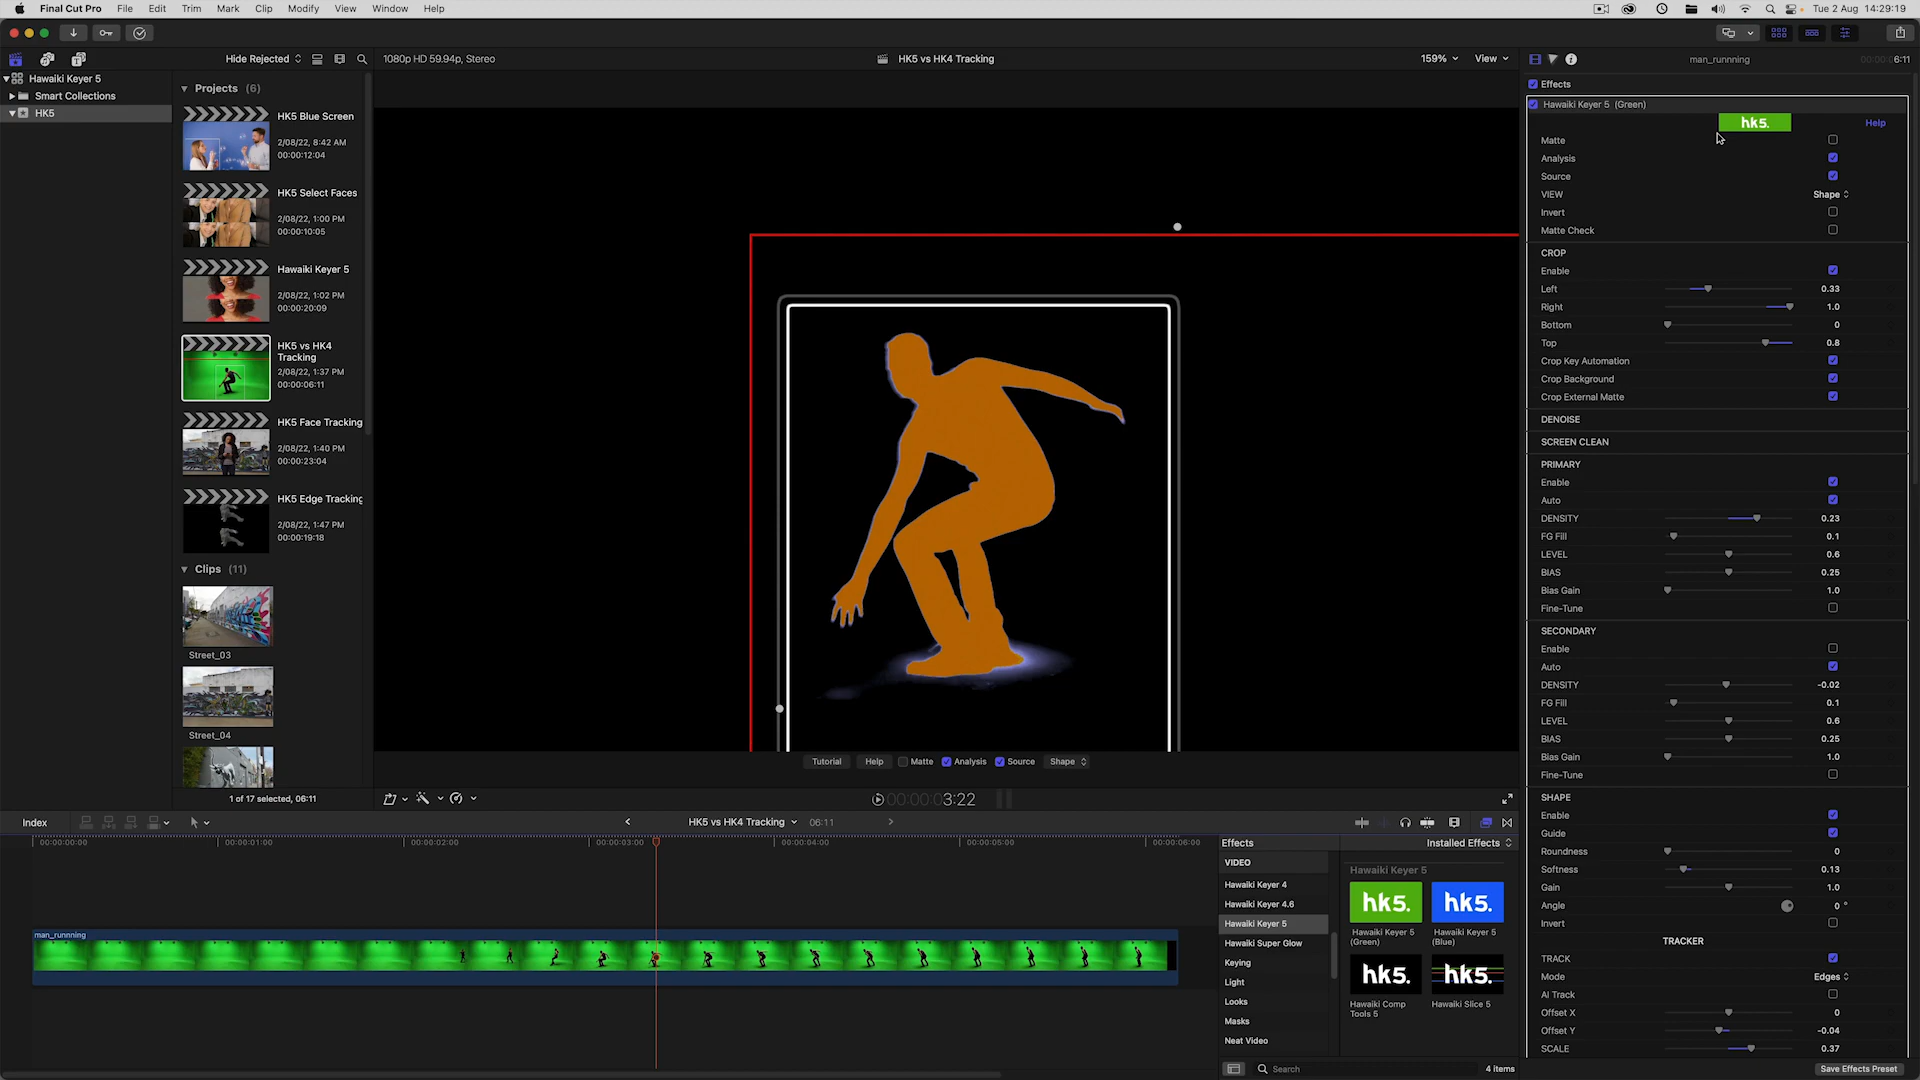 Final Cut Pro File Edit Trim Mark Clip Modify View Window Help
Tue 2 Aug 14:29:19
Hide Rejected
1080p HD 59.94p, Stereo
HK5 vs HK4 Tracking
159%
View
man_runnning
6:11
Hawaiki Keyer 5
Smart Collections
HK5
Projects (6)
HK5 Blue Screen
2/08/22, 8:42 AM
00:00:12:04
HK5 Select Faces
2/08/22, 1:00 PM
00:00:10:05
Hawaiki Keyer 5
2/08/22, 1:02 PM
00:00:20:09
HK5 vs HK4
Tracking
2/08/22, 1:37 PM
00:00:06:11
HK5 Face Tracking
2/08/22, 1:40 PM
00:00:23:04
HK5 Edge Tracking
2/08/22, 1:47 PM
00:00:19:18
Clips (11)
Street_03
Street_04
1 of 17 selected, 06:11
Tutorial
Help
Matte
Analysis
Source
Shape
00:00:00:03:22
Effects
Hawaiki Keyer 5 (Green)
hk5.
Help
Matte
Analysis
Source
VIEW Shape
Invert
Matte Check
CROP
Enable
Left 0.33
Right 1.0
Bottom 0
Top 0.8
Crop Key Automation
Crop Background
Crop External Matte
DENOISE
SCREEN CLEAN
PRIMARY
Enable
Auto
DENSITY 0.23
FG Fill 0.1
LEVEL 0.6
BIAS 0.25
Bias Gain 1.0
Fine-Tune
SECONDARY
Enable
Auto
DENSITY -0.02
FG Fill 0.1
LEVEL 0.6
BIAS 0.25
Bias Gain 1.0
Fine-Tune
SHAPE
Enable
Guide
Roundness 0
Softness 0.13
Gain 1.0
Angle 0 °
Invert
TRACKER
TRACK
Mode Edges
AI Track
Offset X 0
Offset Y -0.04
SCALE 0.37
Save Effects Preset
Index
HK5 vs HK4 Tracking
06:11
00:00:00:00
00:00:01:00
00:00:02:00
00:00:03:00
00:00:04:00
00:00:05:00
00:00:06:00
man_runnning
Effects
Installed Effects
VIDEO
Hawaiki Keyer 4
Hawaiki Keyer 4.6
Hawaiki Keyer 5
Hawaiki Super Glow
Keying
Light
Looks
Masks
Neat Video
Hawaiki Keyer 5
hk5.
hk5.
Hawaiki Keyer 5
(Green)
Hawaiki Keyer 5
(Blue)
hk5.
hk5.
Hawaiki Comp
Tools 5
Hawaiki Slice 5
Search
4 items